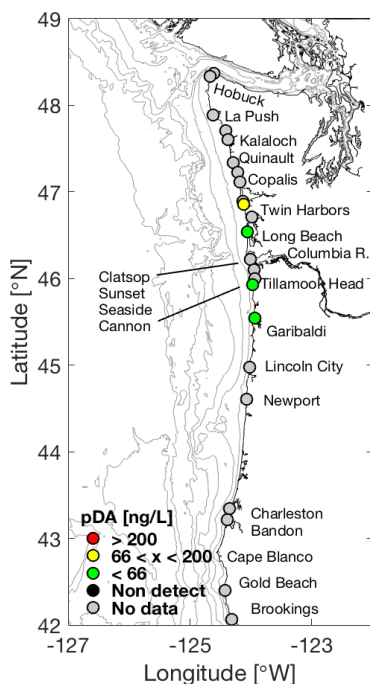 49
48
47
46
45
44
43
42
Latitude [°N]
Hobuck
La Push
Kalaloch
Quinault
Copalis
Twin Harbors
Long Beach
Columbia R.
Clatsop
Sunset
Seaside
Cannon
Tillamook Head
Garibaldi
Lincoln City
Newport
Charleston
Bandon
Cape Blanco
Gold Beach
Brookings
pDA [ng/L]
> 200
66 < x < 200
< 66
Non detect
No data
-127 -125 -123
Longitude [°W]